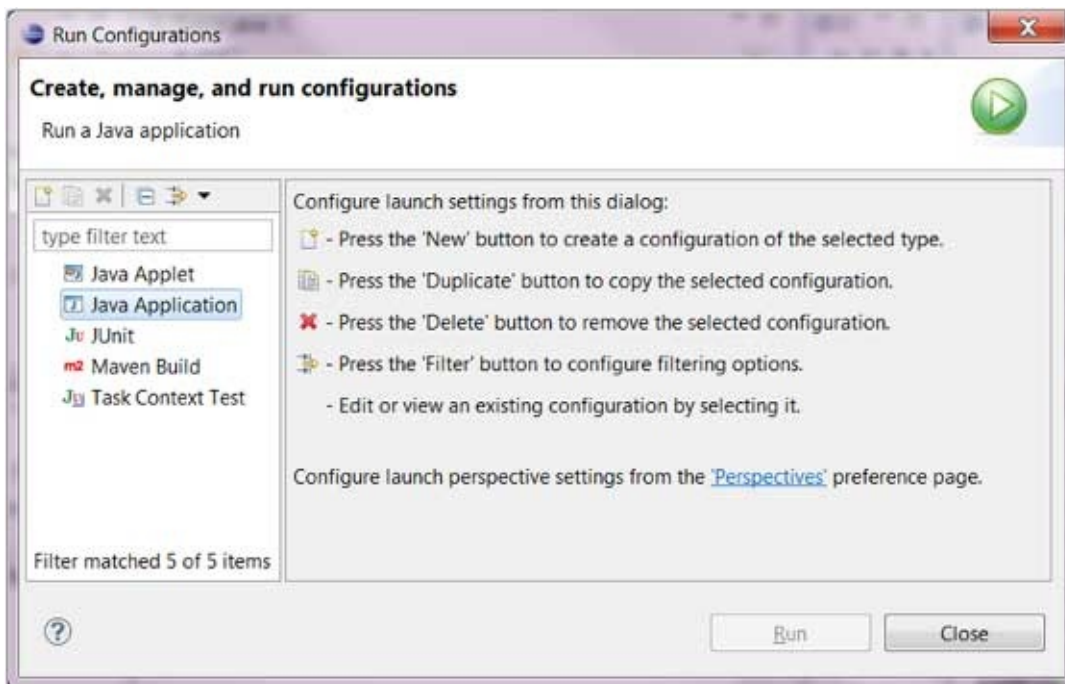 Run Configurations
Create, manage, and run configurations
Run a Java application
type filter text
Java Applet
Java Application
Ju JUnit
m2 Maven Build
Task Context Test
Filter matched 5 of 5 items
Configure launch settings from this dialog:
- Press the 'New' button to create a configuration of the selected type.
- Press the 'Duplicate' button to copy the selected configuration.
- Press the 'Delete' button to remove the selected configuration.
- Press the 'Filter' button to configure filtering options.
- Edit or view an existing configuration by selecting it.
Configure launch perspective settings from the 'Perspectives' preference page.
Run
Close